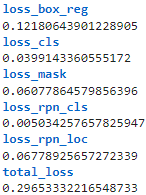 loss_box_reg
0.12180643901228905
loss_cls
0.0399143360555172
loss_mask
0.06077864579856396
loss_rpn_cls
0.005034257657825947
loss_rpn_loc
0.06778925657272339
total_loss
0.29653332216548733